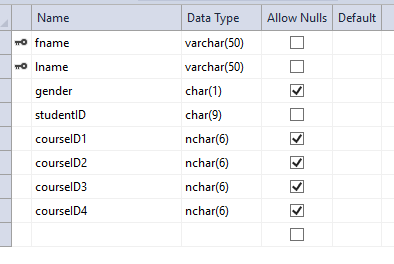 Name Data Type Allow Nulls Default
fname varchar(50)
lname varchar(50)
gender char(1)
studentID char(9)
courseID1 nchar(6)
courseID2 nchar(6)
courseID3 nchar(6)
courseID4 nchar(6)